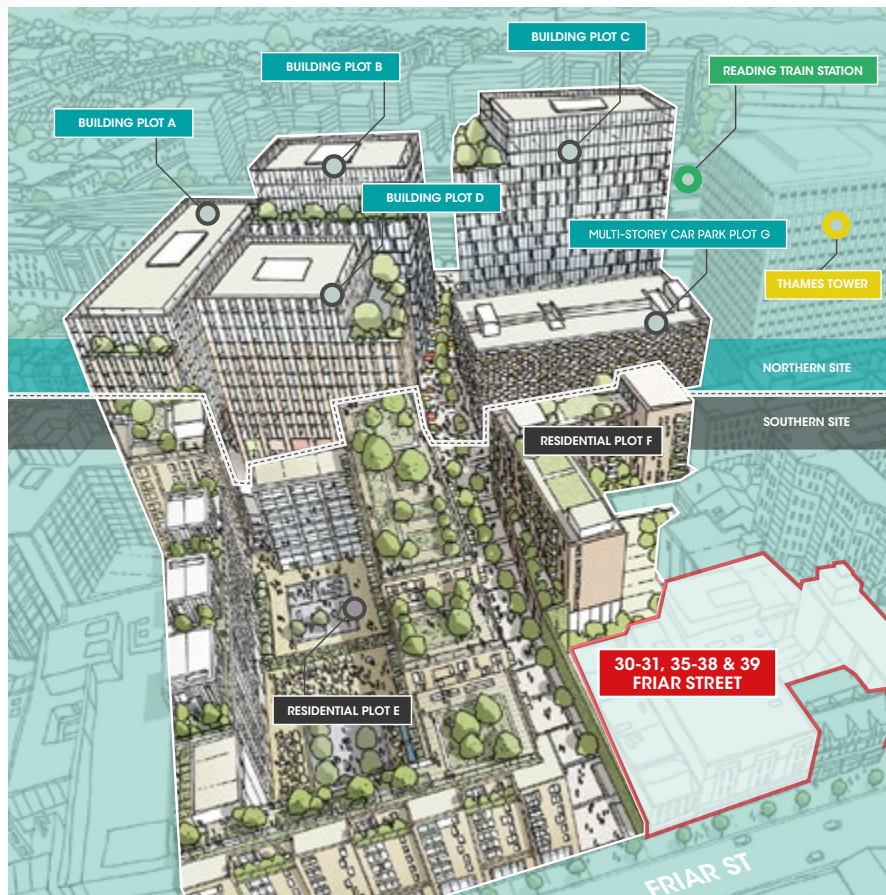 BUILDING PLOT C
BUILDING PLOT B
READING TRAIN STATION
BUILDING PLOT A
BUILDING PLOT D
MULTI-STOREY CAR PARK PLOT G
THAMES TOWER
NORTHERN SITE
SOUTHERN SITE
RESIDENTIAL PLOT F
30-31, 35-38 & 39
FRIAR STREET
RESIDENTIAL PLOT E
FRIAR ST